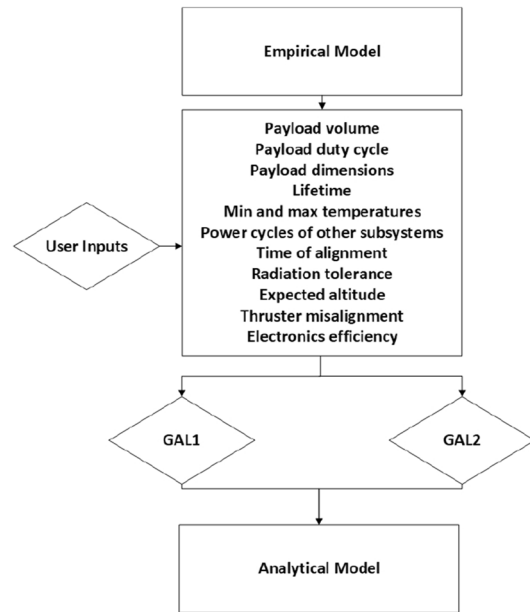 Empirical Model
Payload volume
Payload duty cycle
Payload dimensions
Lifetime
Min and max temperatures
Power cycles of other subsystems
Time of alignment
Radiation tolerance
Expected altitude
Thruster misalignment
Electronics efficiency
User Inputs
GAL1
GAL2
Analytical Model